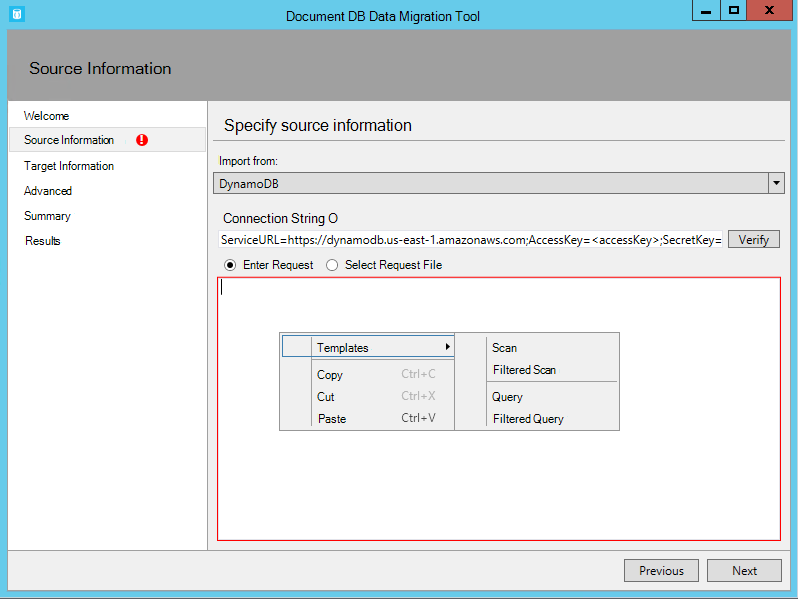 Document DB Data Migration Tool
Source Information
Welcome
Source Information
Target Information
Advanced
Summary
Results
Specify source information
Import from:
DynamoDB
Connection String O
ServiceURL=https://dynamodb.us-east-1.amazonaws.com;AccessKey=<accessKey>;SecretKey=
Verify
Enter Request
Select Request File
Templates
Copy Ctrl+C
Cut Ctrl+X
Paste Ctrl+V
Scan
Filtered Scan
Query
Filtered Query
Previous
Next